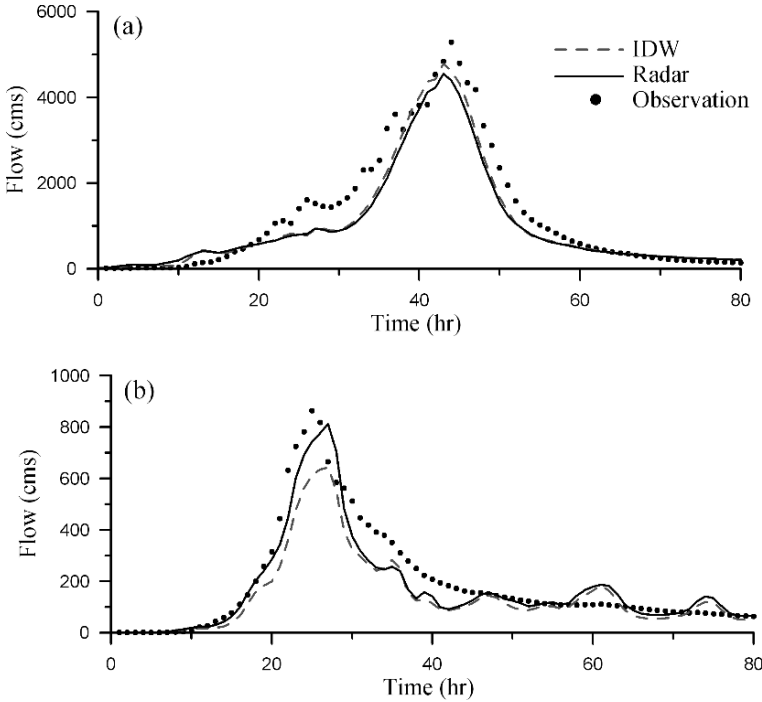 (a)
6000
4000
2000
0
Flow (cms)
IDW
Radar
Observation
0 20 40 60 80
Time (hr)
(b)
1000
800
600
400
200
0
Flow (cms)
0 20 40 60 80
Time (hr)